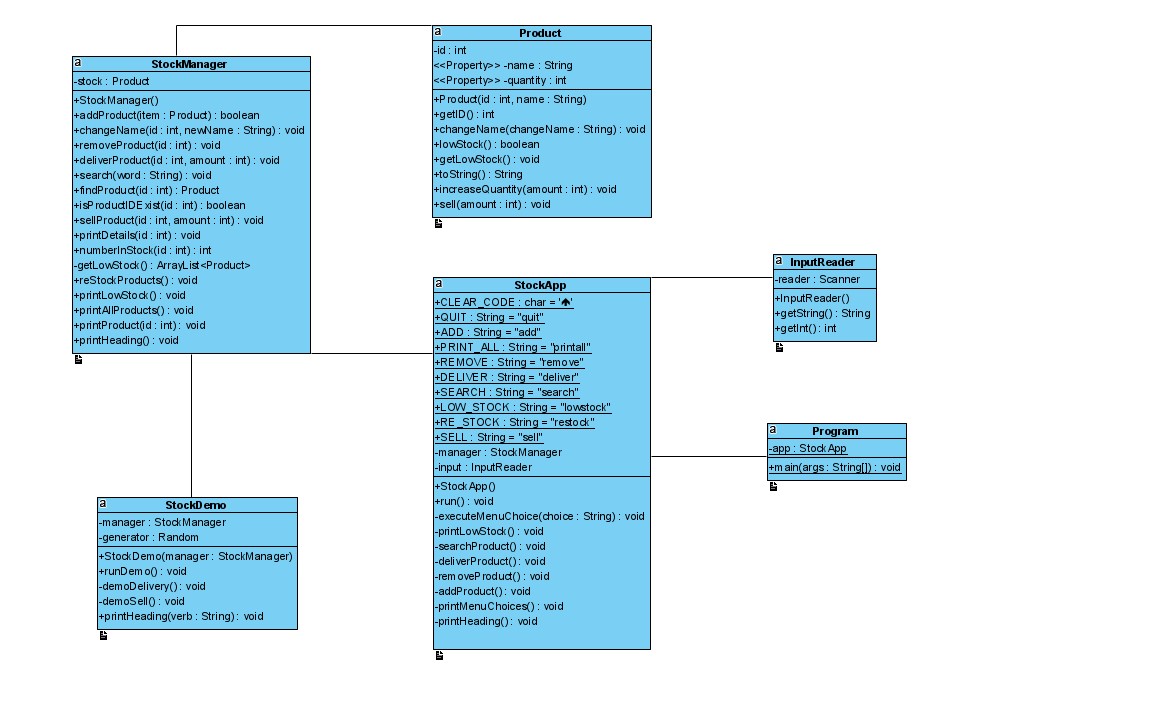 Product
-id : int
<<Property>> -name : String
<<Property>> -quantity : int
+Product(id : int, name : String)
+getID() : int
+changeName(changeName : String) : void
+lowStock() : boolean
+getLowStock() : void
+toString() : String
+increaseQuantity(amount : int) : void
+sell(amount : int) : void
StockManager
-stock : Product
+StockManager()
+addProduct(item : Product) : boolean
+changeName(id : int, newName : String) : void
+removeProduct(id : int) : void
+deliverProduct(id : int, amount : int) : void
+search(word : String) : void
+findProduct(id : int) : Product
+isProductIDExist(id : int) : boolean
+sellProduct(id : int, amount : int) : void
+printDetails(id : int) : void
+numberInStock(id : int) : int
-getLowStock() : ArrayList<Product>
+reStockProducts() : void
+printLowStock() : void
+printAllProducts() : void
+printProduct(id : int) : void
+printHeading() : void
InputReader
-reader : Scanner
+InputReader()
+getString() : String
+getInt() : int
StockApp
+CLEAR_CODE : char = ''
+QUIT : String = "quit"
+ADD : String = "add"
+PRINT_ALL : String = "printall"
+REMOVE : String = "remove"
+DELIVER : String = "deliver"
+SEARCH : String = "search"
+LOW_STOCK : String = "lowstock"
+RE_STOCK : String = "restock"
+SELL : String = "sell"
-manager : StockManager
-input : InputReader
+StockApp()
+run() : void
-executeMenuChoice(choice : String) : void
-printLowStock() : void
-searchProduct() : void
-deliverProduct() : void
-removeProduct() : void
-addProduct() : void
-printMenuChoices() : void
-printHeading() : void
Program
-app : StockApp
+main(args : String[]) : void
StockDemo
-manager : StockManager
-generator : Random
+StockDemo(manager : StockManager)
+runDemo() : void
-demoDelivery() : void
-demoSell() : void
+printHeading(verb : String) : void